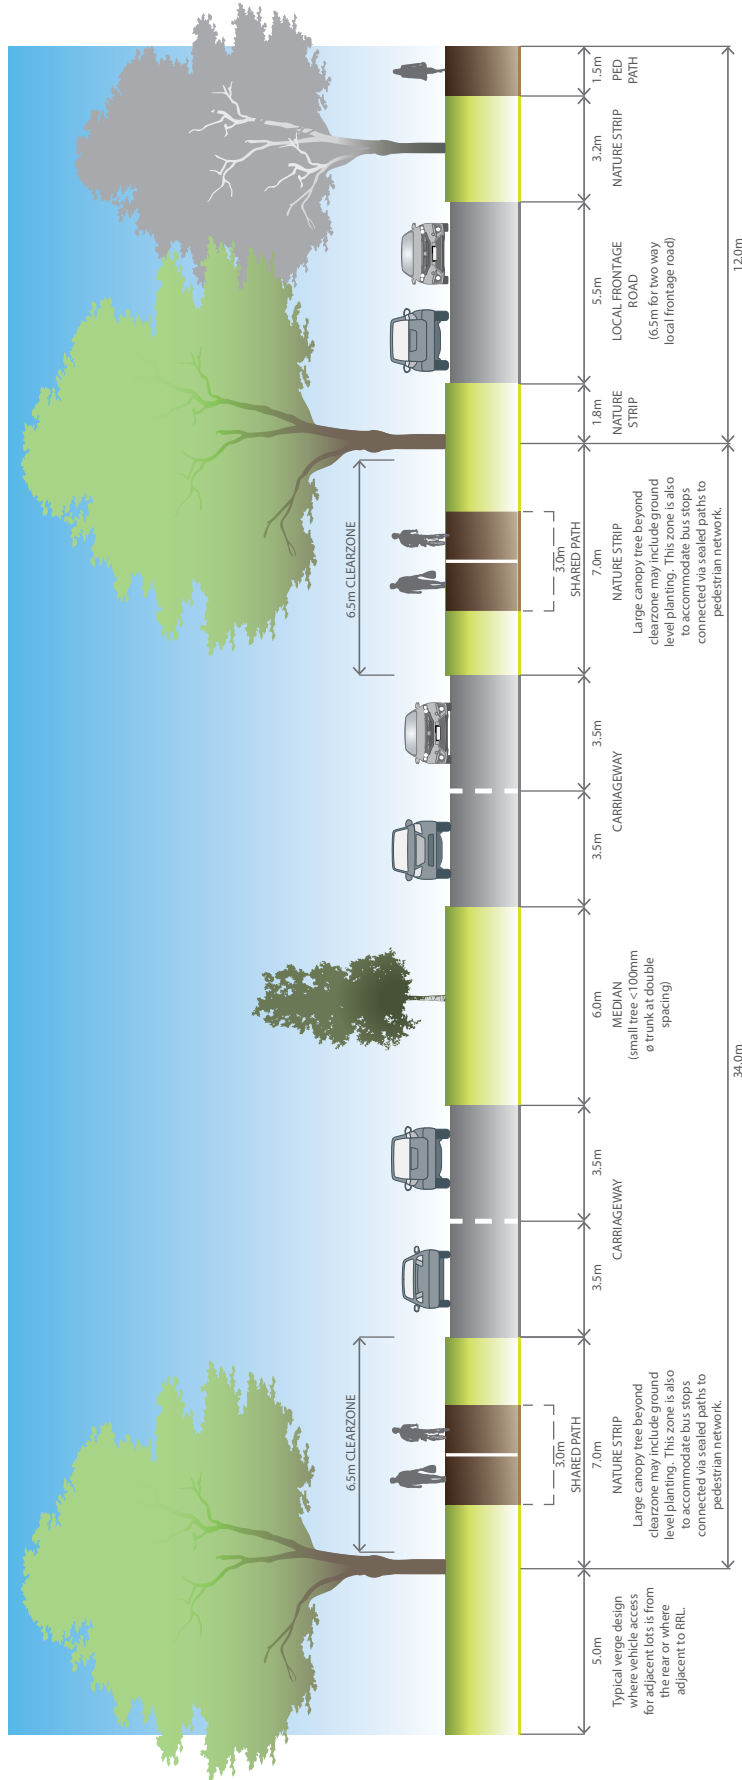 6.5m CLEARZONE
6.5m CLEARZONE
3.0m
SHARED PATH
3.0m
SHARED PATH
5.0m
Typical verge design
where vehicle access
for adjacent lots is from
the rear or where
adjacent to RRL.
7.0m
NATURE STRIP
Large canopy tree beyond
clearzone may include ground
level planting. This zone is also
to accommodate bus stops
connected via sealed paths to
pedestrian network.
3.5m
3.5m
CARRIAGEWAY
6.0m
MEDIAN
(small tree <100mm
ø trunk at double
spacing)
3.5m
3.5m
CARRIAGEWAY
7.0m
NATURE STRIP
Large canopy tree beyond
clearzone may include ground
level planting. This zone is also
to accommodate bus stops
connected via sealed paths to
pedestrian network.
1.8m
NATURE
STRIP
5.5m
LOCAL FRONTAGE
ROAD
(6.5m for two way
local frontage road)
3.2m
NATURE STRIP
1.5m
PED
PATH
34.0m
12.0m